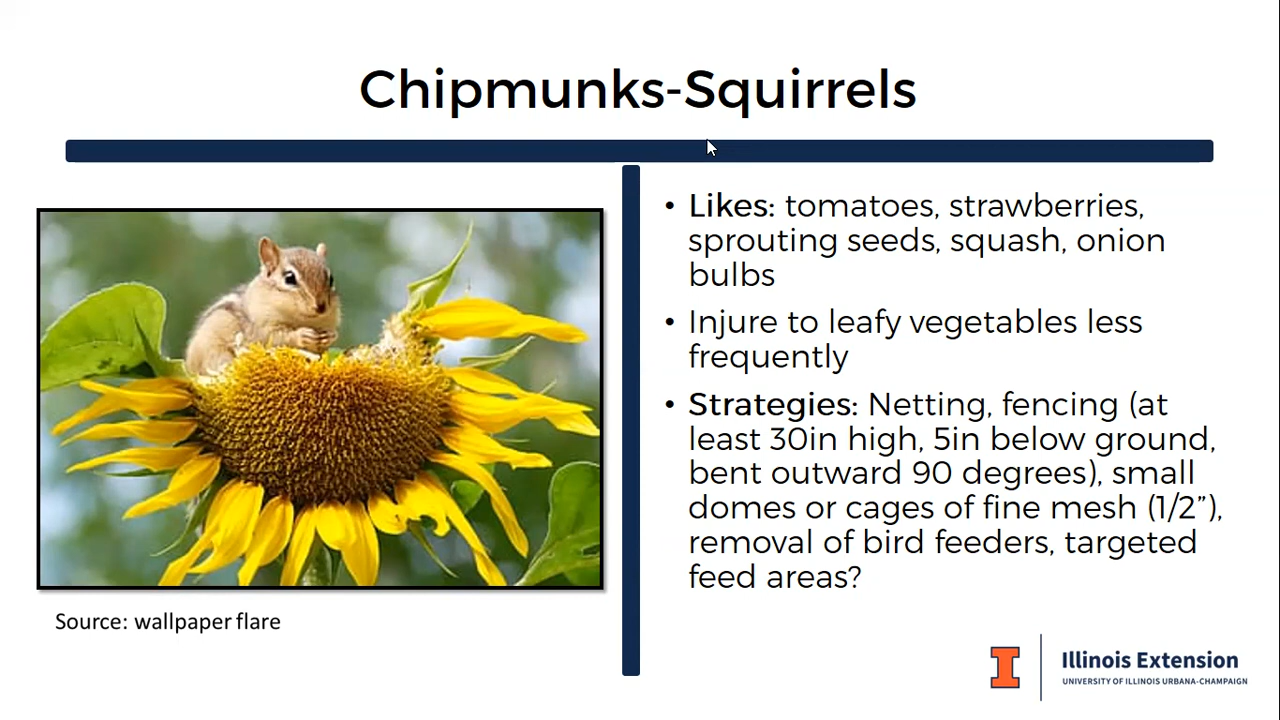 Chipmunks-Squirrels
• Likes: tomatoes, strawberries,
sprouting seeds, squash, onion
bulbs
• Injure to leafy vegetables less
frequently
• Strategies: Netting, fencing (at
least 30in high, 5in below ground,
bent outward 90 degrees), small
domes or cages of fine mesh (1/2”),
removal of bird feeders, targeted
feed areas?
Source: wallpaper flare
I
Illinois Extension
UNIVERSITY OF ILLINOIS URBANA-CHAMPAIGN